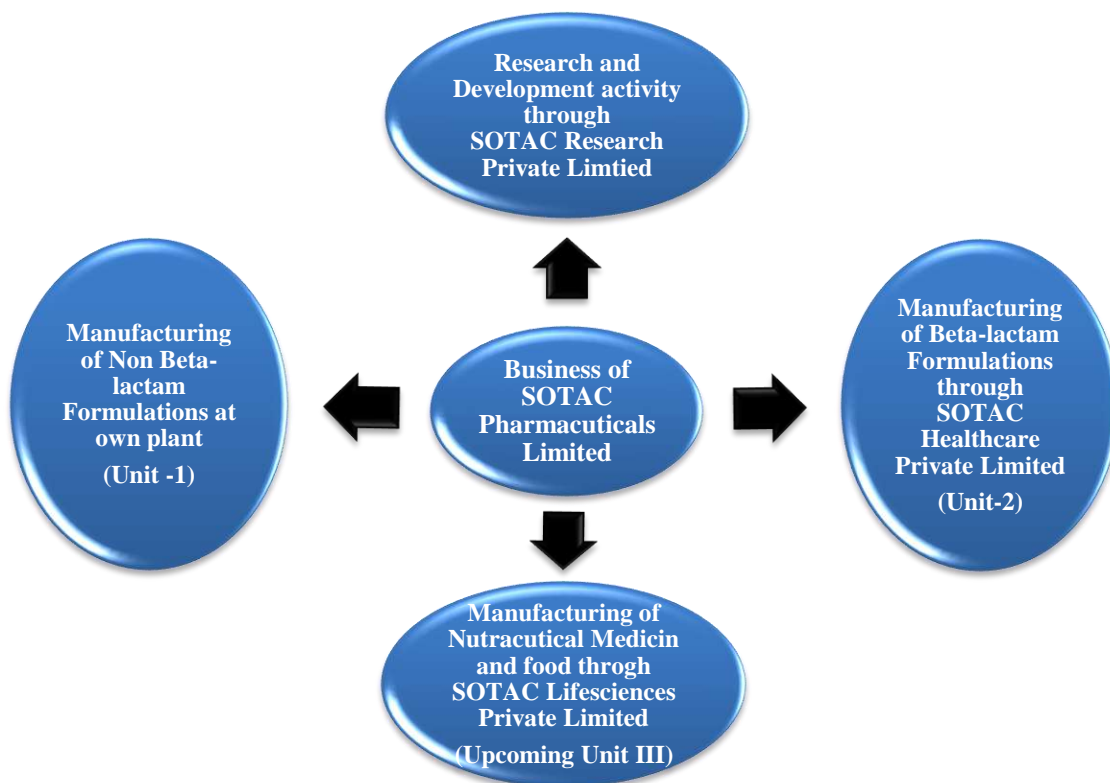 Research and
Development activity
through
SOTAC Research
Private Limtied
Manufacturing
of Non Beta-
lactam
Formulations at
own plant
(Unit -1)
Business of
SOTAC
Pharmacuticals
Limited
Manufacturing
of Beta-lactam
Formulations
through
SOTAC
Healthcare
Private Limited
(Unit-2)
Manufacturing of
Nutracutical Medicin
and food throgh
SOTAC Lifesciences
Private Limited
(Upcoming Unit III)